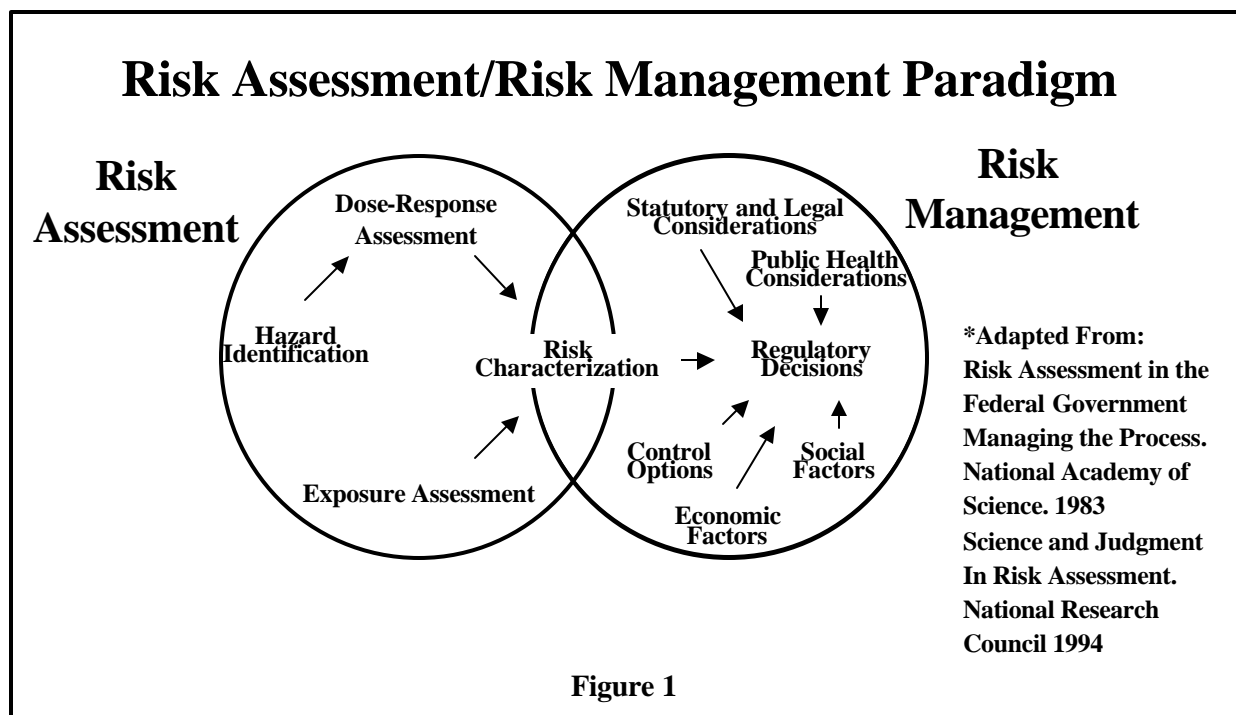 Risk Assessment/Risk Management Paradigm
Risk
Assessment
Dose-Response
Assessment
Hazard
Identification
Exposure Assessment
Risk
Characterization
Risk
Management
Statutory and Legal
Considerations
Public Health
Considerations
Regulatory
Decisions
Control
Options
Economic
Factors
Social
Factors
*Adapted From:
Risk Assessment in the
Federal Government
Managing the Process.
National Academy of
Science. 1983
Science and Judgment
In Risk Assessment.
National Research
Council 1994
Figure 1